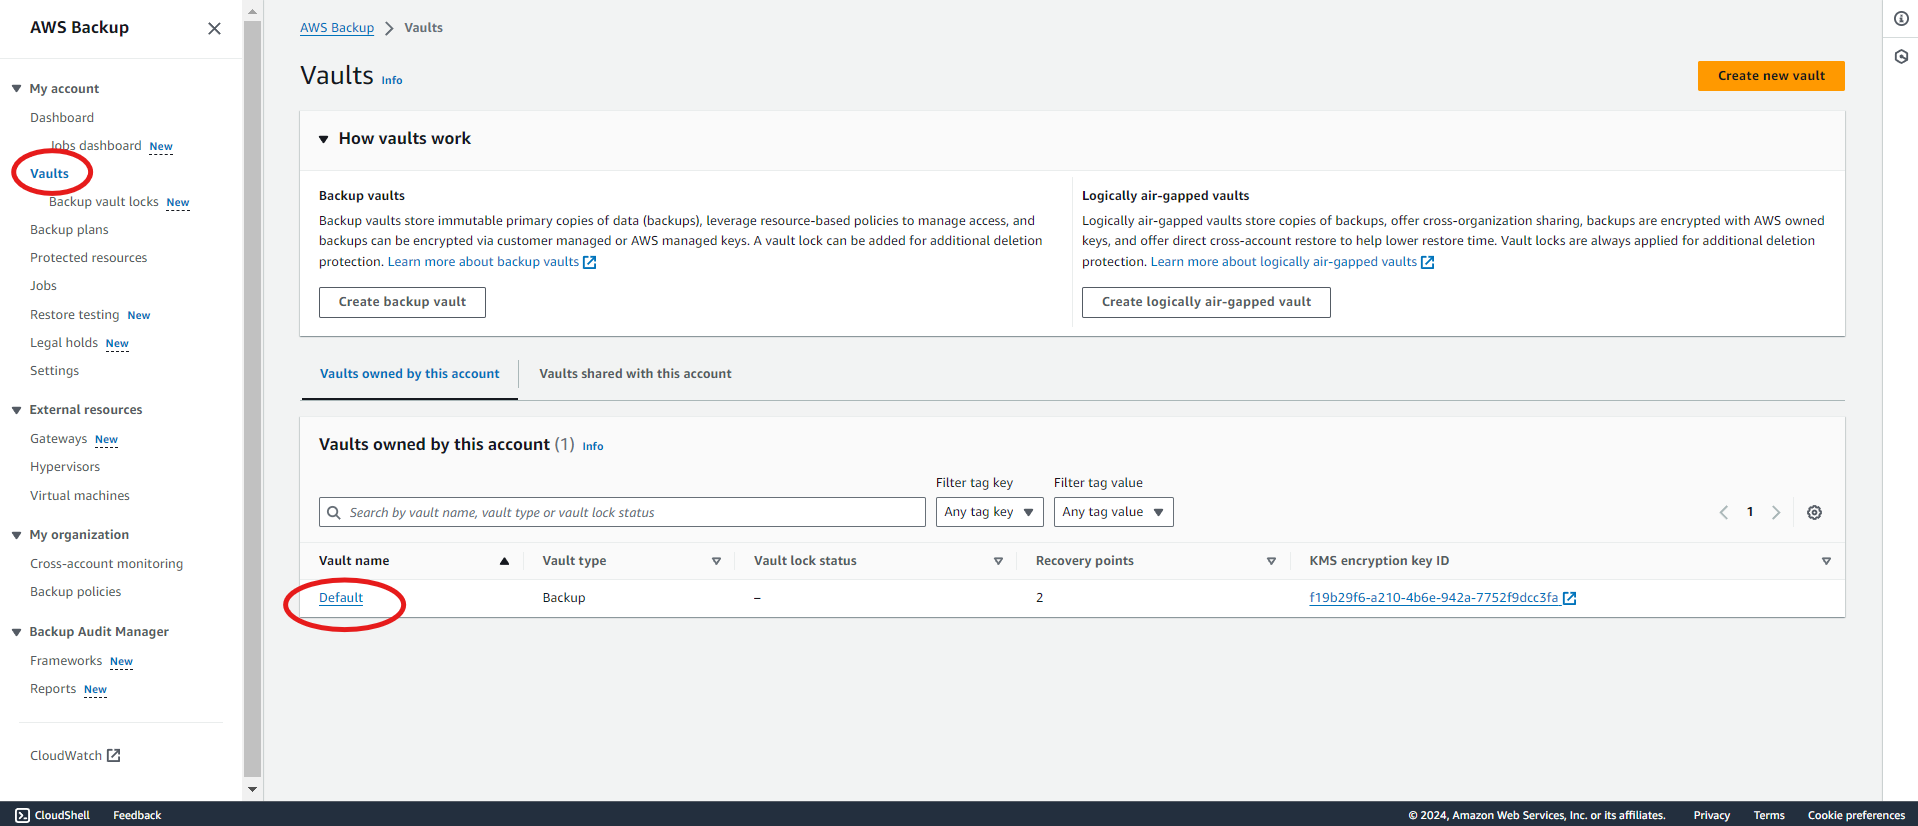 AWS Backup
My account
Dashboard
Jobs dashboard New
Vaults
Backup vault locks New
Backup plans
Protected resources
Jobs
Restore testing New
Legal holds New
Settings
External resources
Gateways New
Hypervisors
Virtual machines
My organization
Cross-account monitoring
Backup policies
Backup Audit Manager
Frameworks New
Reports New
CloudWatch
AWS Backup > Vaults
Vaults Info
Create new vault
How vaults work
Backup vaults
Backup vaults store immutable primary copies of data (backups), leverage resource-based policies to manage access, and
backups can be encrypted via customer managed or AWS managed keys. A vault lock can be added for additional deletion
protection. Learn more about backup vaults
Create backup vault
Logically air-gapped vaults
Logically air-gapped vaults store copies of backups, offer cross-organization sharing, backups are encrypted with AWS owned
keys, and offer direct cross-account restore to help lower restore time. Vault locks are always applied for additional deletion
protection. Learn more about logically air-gapped vaults
Create logically air-gapped vault
Vaults owned by this account Vaults shared with this account
Vaults owned by this account (1) Info
Filter tag key Filter tag value
Search by vault name, vault type or vault lock status Any tag key Any tag value 1
Vault name Vault type Vault lock status Recovery points KMS encryption key ID
Default Backup – 2 f19b29f6-a210-4b6e-942a-7752f9dcc3fa
CloudShell Feedback © 2024, Amazon Web Services, Inc. or its affiliates. Privacy Terms Cookie preferences